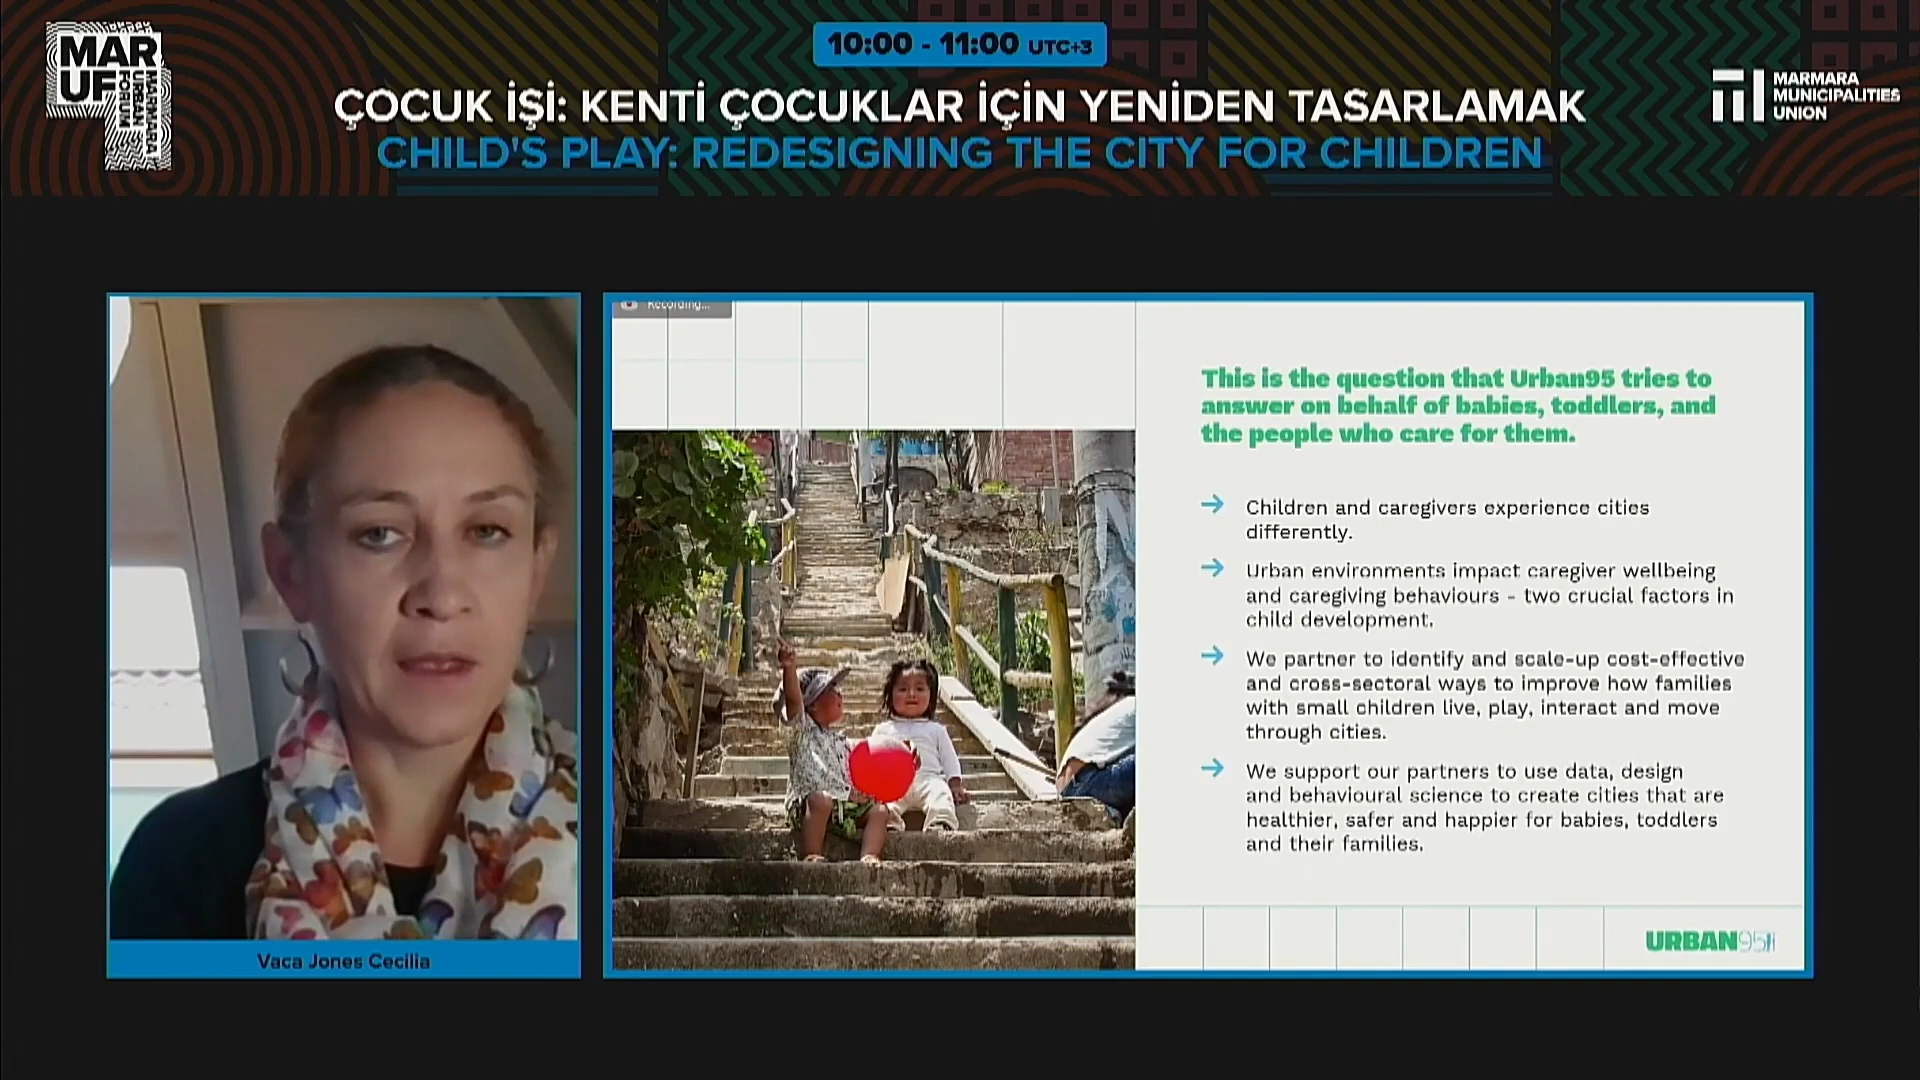 MAR
UF
MARMARA
URBAN
FORUM
10:00 - 11:00 UTC+3
ÇOCUK İŞİ: KENTİ ÇOCUKLAR İÇİN YENİDEN TASARLAMAK
CHILD'S PLAY: REDESIGNING THE CITY FOR CHILDREN
MARMARA
MUNICIPALITIES
UNION
Recording...
This is the question that Urban95 tries to
answer on behalf of babies, toddlers, and
the people who care for them.
→ Children and caregivers experience cities
differently.
→ Urban environments impact caregiver wellbeing
and caregiving behaviours - two crucial factors in
child development.
→ We partner to identify and scale-up cost-effective
and cross-sectoral ways to improve how families
with small children live, play, interact and move
through cities.
→ We support our partners to use data, design
and behavioural science to create cities that are
healthier, safer and happier for babies, toddlers
and their families.
URBAN95
Vaca Jones Cecilia